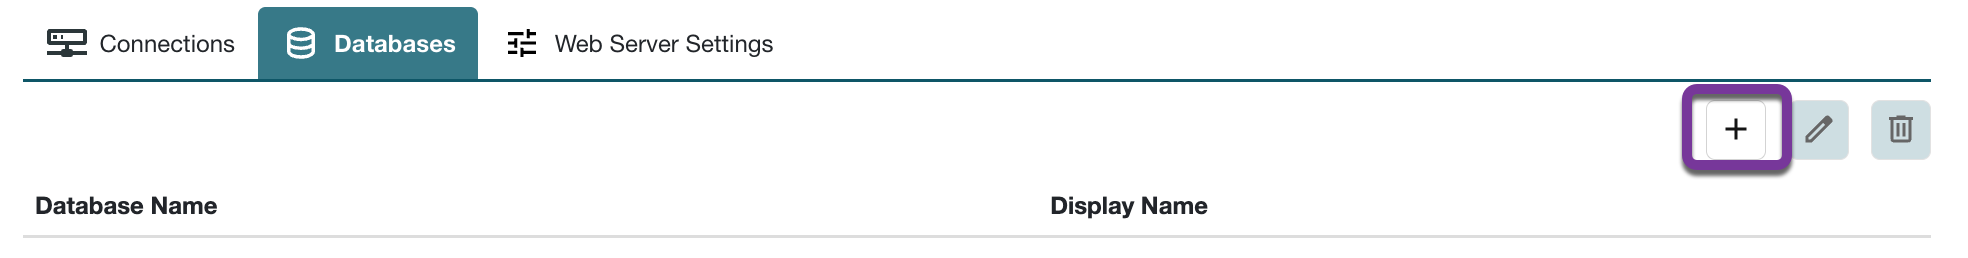 Connections Databases Web Server Settings
Database Name Display Name